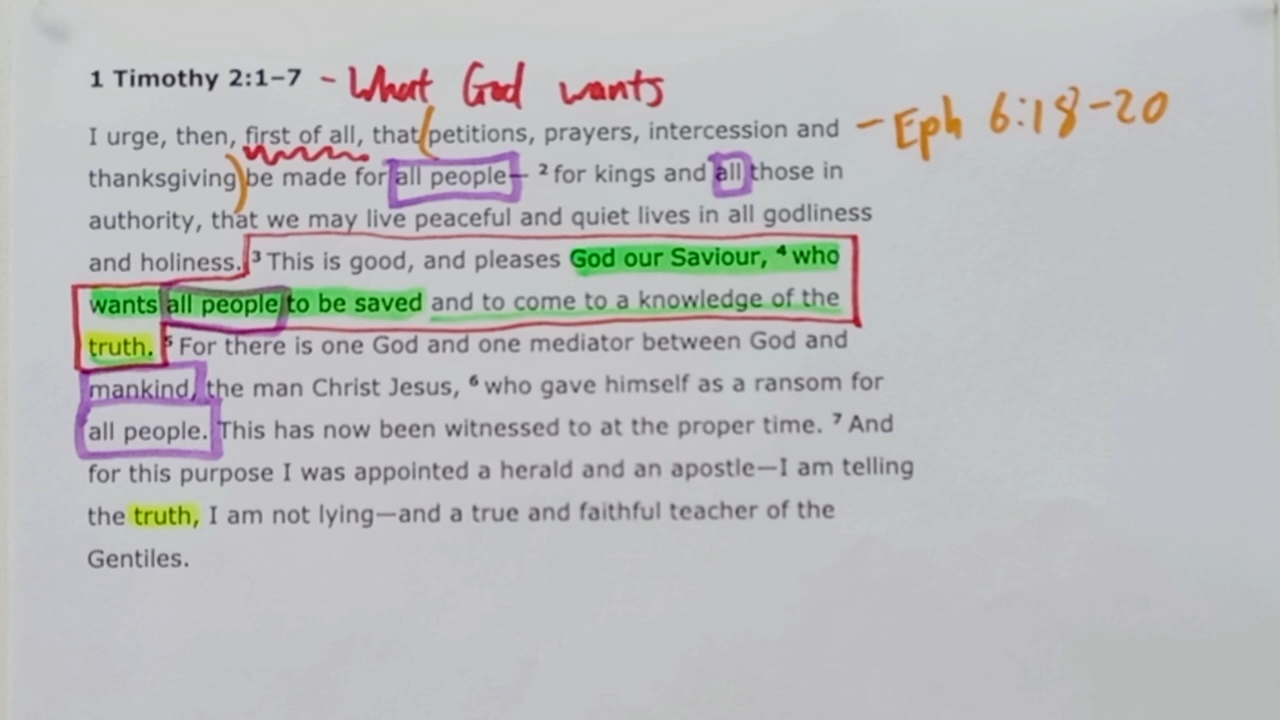 1 Timothy 2:1–7 - What God wants
I urge, then, first of all, that (petitions, prayers, intercession and - Eph 6:18-20
thanksgiving) be made for all people— 2 for kings and all those in
authority, that we may live peaceful and quiet lives in all godliness
and holiness. 3 This is good, and pleases God our Saviour, 4 who
wants all people to be saved and to come to a knowledge of the
truth. 5 For there is one God and one mediator between God and
mankind, the man Christ Jesus, 6 who gave himself as a ransom for
all people. This has now been witnessed to at the proper time. 7 And
for this purpose I was appointed a herald and an apostle—I am telling
the truth, I am not lying—and a true and faithful teacher of the
Gentiles.